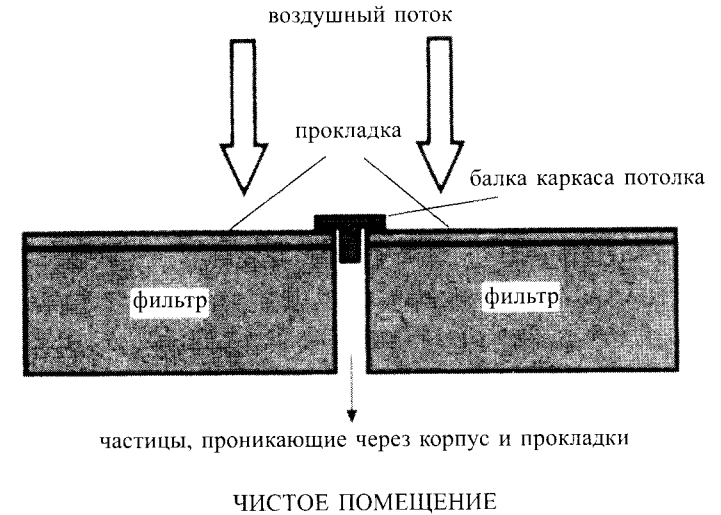 воздушный поток
прокладка
балка каркаса потолка
фильтр
фильтр
частицы, проникающие через корпус и прокладки
ЧИСТОЕ ПОМЕЩЕНИЕ